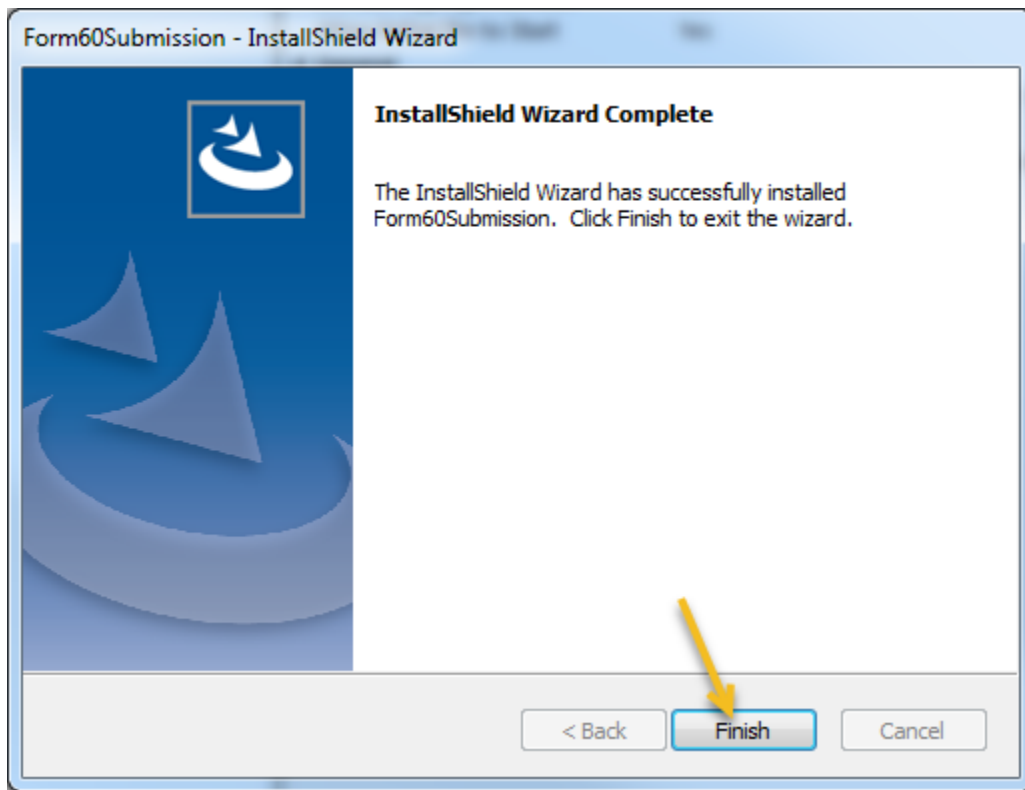 Form60Submission - InstallShield Wizard
InstallShield Wizard Complete
The InstallShield Wizard has successfully installed
Form60Submission.  Click Finish to exit the wizard.
< Back
Finish
Cancel